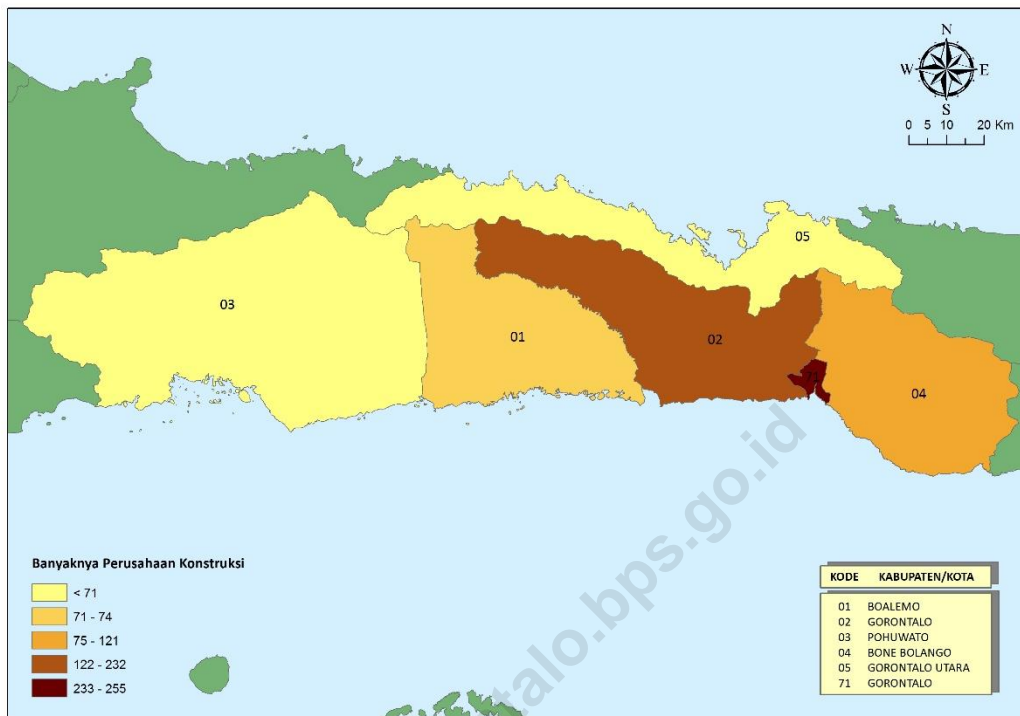 N
W E
S
0 5 10 20 Km
05
03
01
02
71
04
talo.bps.go.id
Banyaknya Perusahaan Konstruksi
< 71
71 - 74
75 - 121
122 - 232
233 - 255
KODE KABUPATEN/KOTA
01 BOALEMO
02 GORONTALO
03 POHUWATO
04 BONE BOLANGO
05 GORONTALO UTARA
71 GORONTALO